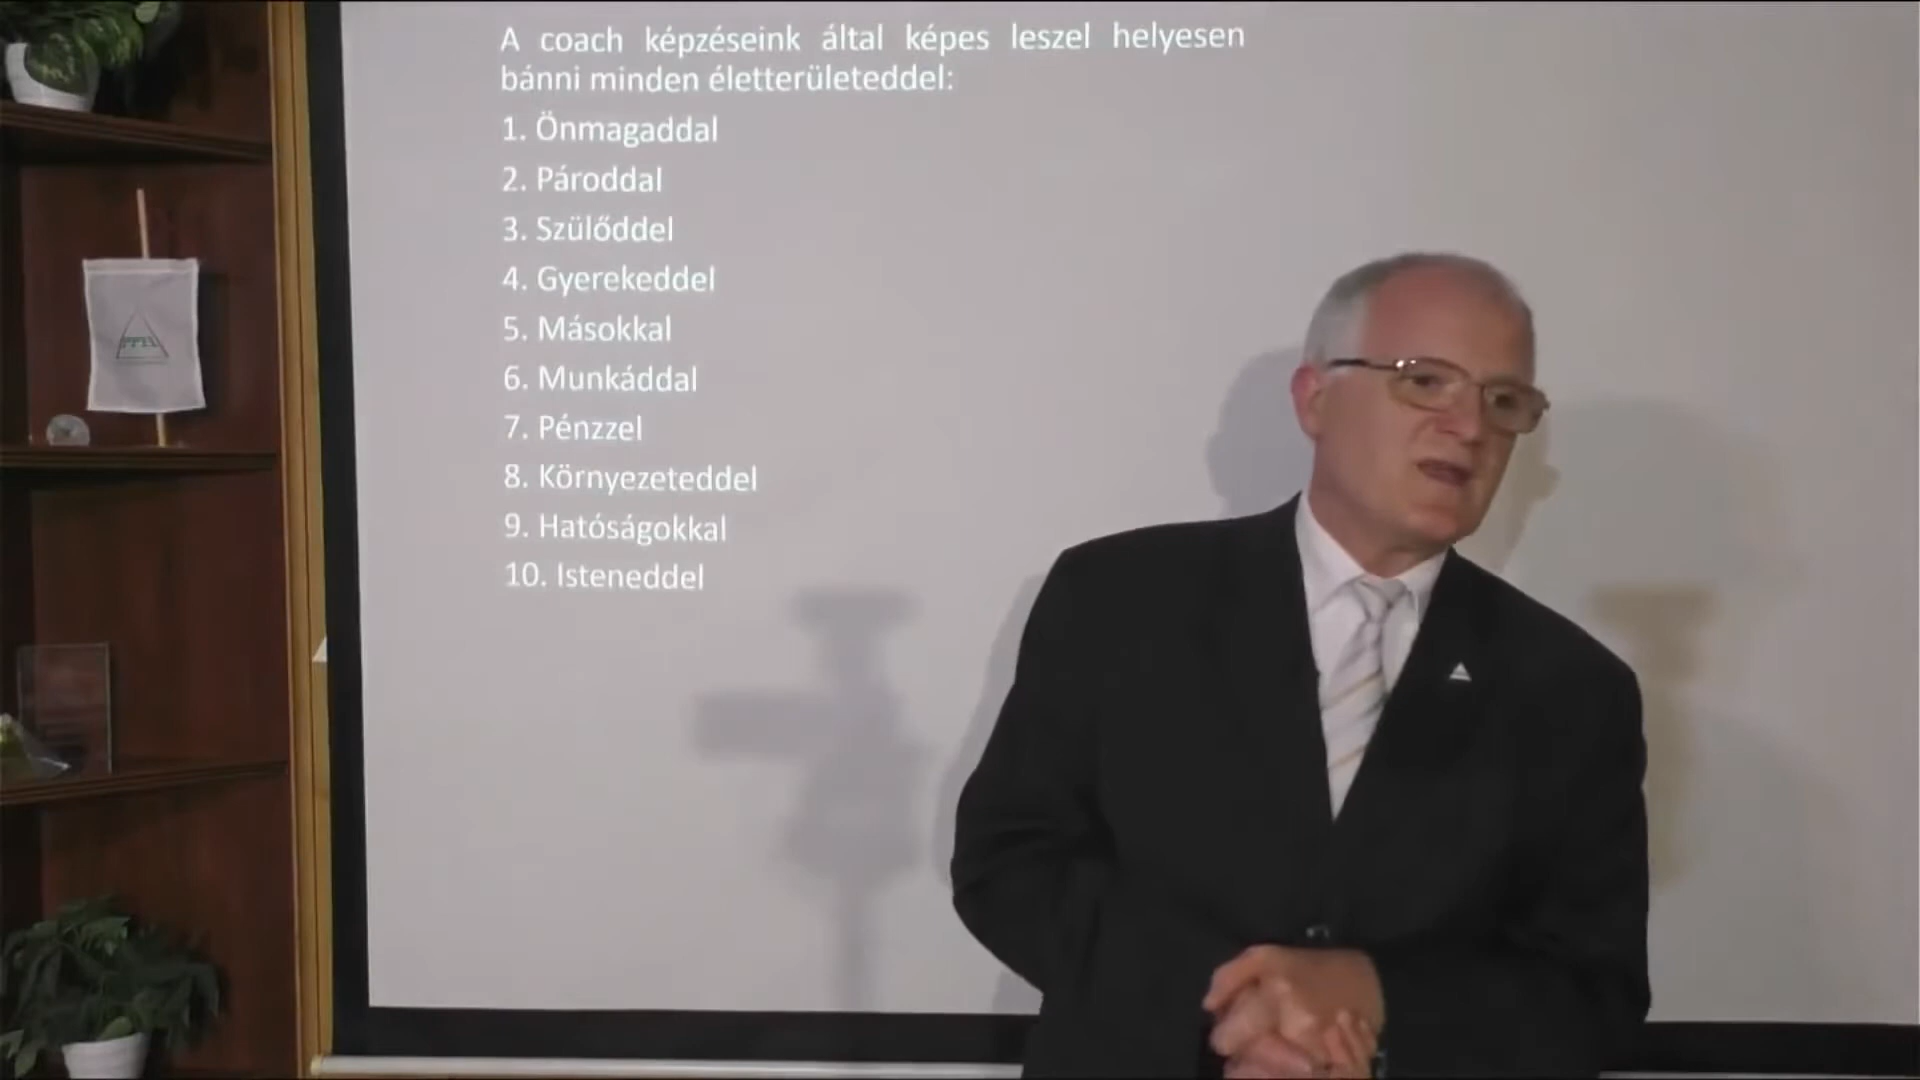 A coach képzéseink által képes leszel helyesen
bánni minden életterületeddel:
1. Önmagaddal
2. Pároddal
3. Szülőddel
4. Gyerekeddel
5. Másokkal
6. Munkáddal
7. Pénzzel
8. Környezeteddel
9. Hatóságokkal
10. Isteneddel